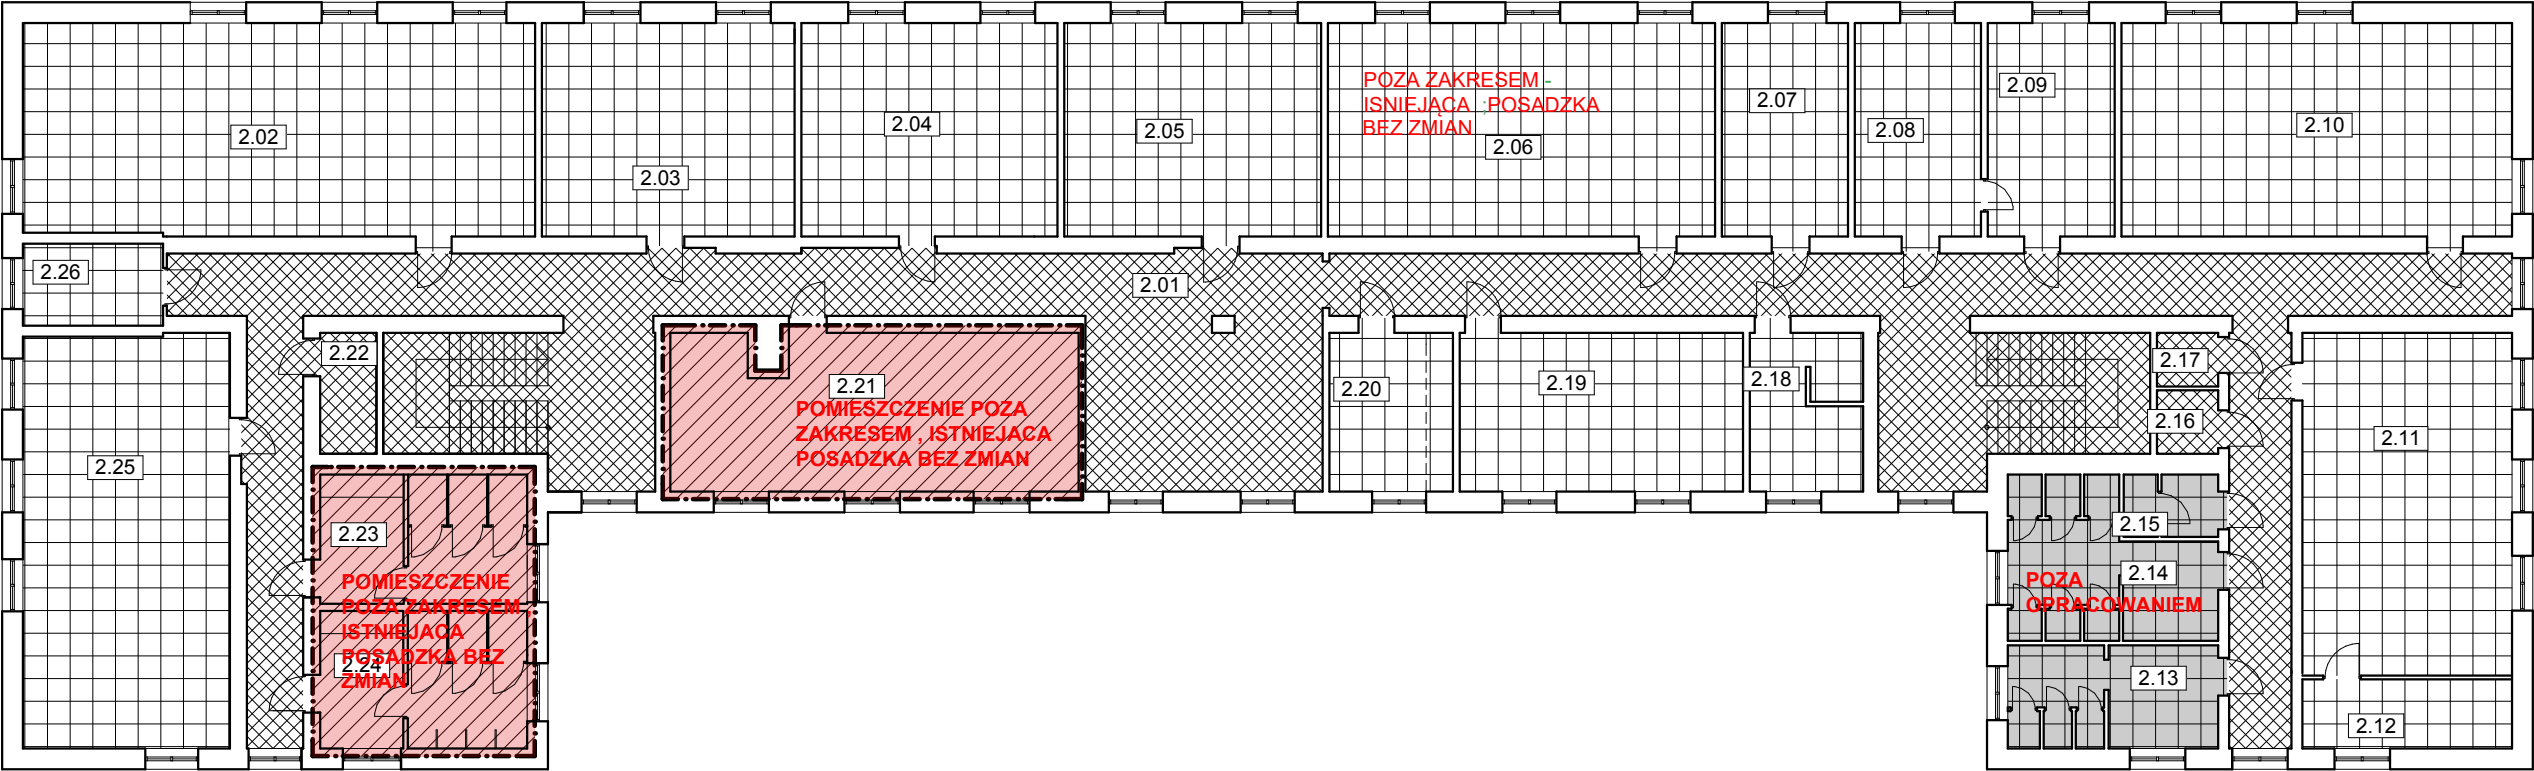 2.02
2.03
2.04
2.05
POZA ZAKRESEM -
ISNIEJĄCA ;POSADZKA
BEZ ZMIAN
2.06
2.07
2.08
2.09
2.10
2.26
2.01
2.22
2.21
POMIESZCZENIE POZA
ZAKRESEM , ISTNIEJACA
POSADZKA BEZ ZMIAN
2.20
2.19
2.18
2.17
2.16
2.11
2.25
2.23
POMIESZCZENIE
POZA ZAKRESEM ,
ISTNIEJACA
POSADZKA BEZ
ZMIAN
2.24
2.15
2.14
POZA
OPRACOWANIEM
2.13
2.12